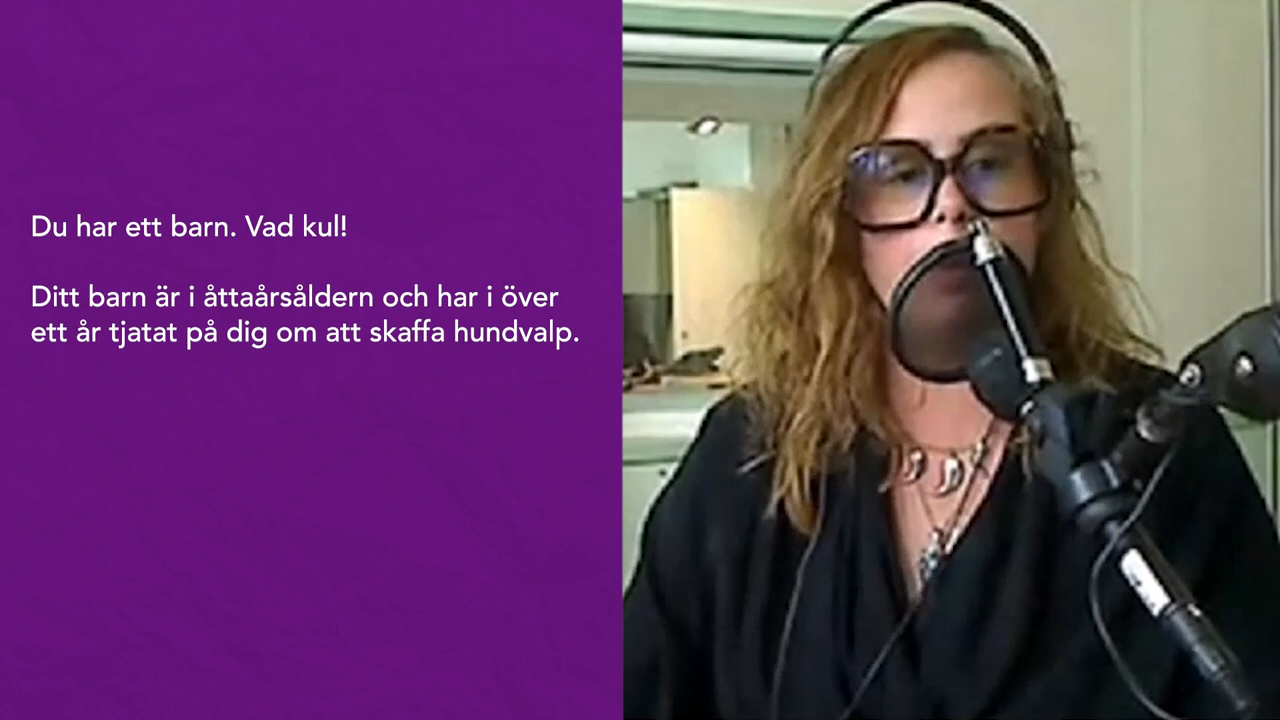 Du har ett barn. Vad kul!
Ditt barn är i åttaårsåldern och har i över
ett år tjatat på dig om att skaffa hundvalp.